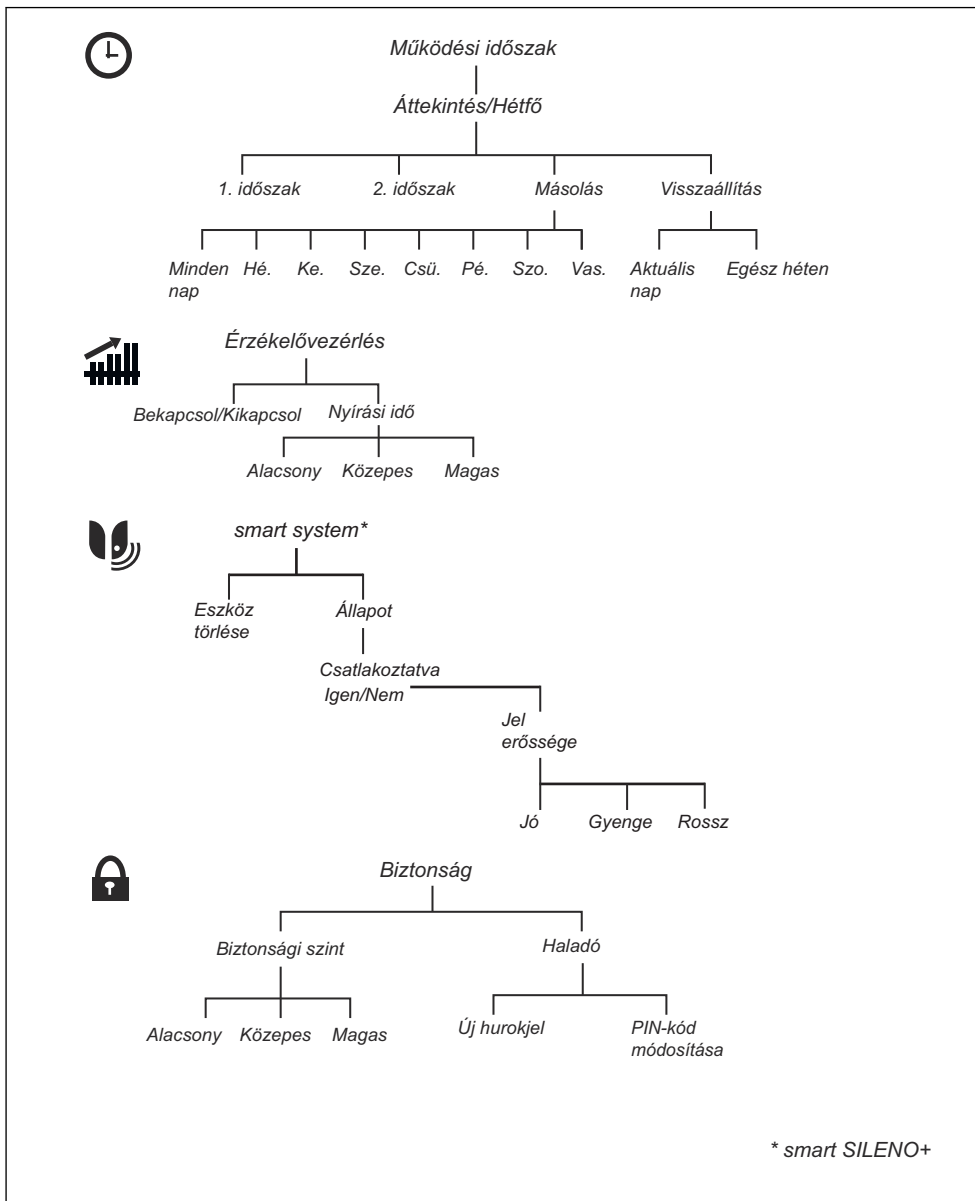 Működési időszak
Áttekintés/Hétfő
1. időszak 2. időszak Másolás Visszaállítás
Minden nap Hé. Ke. Sze. Csü. Pé. Szo. Vas. Aktuális nap Egész héten
Érzékelővezérlés
Bekapcsol/Kikapcsol Nyírási idő
Alacsony Közepes Magas
smart system*
Eszköz törlése
Állapot
Csatlakoztatva
Igen/Nem
Jel
erőssége
Jó Gyenge Rossz
Biztonság
Biztonsági szint Haladó
Alacsony Közepes Magas
Új hurokjel
PIN-kód
módosítása
* smart SILENO+